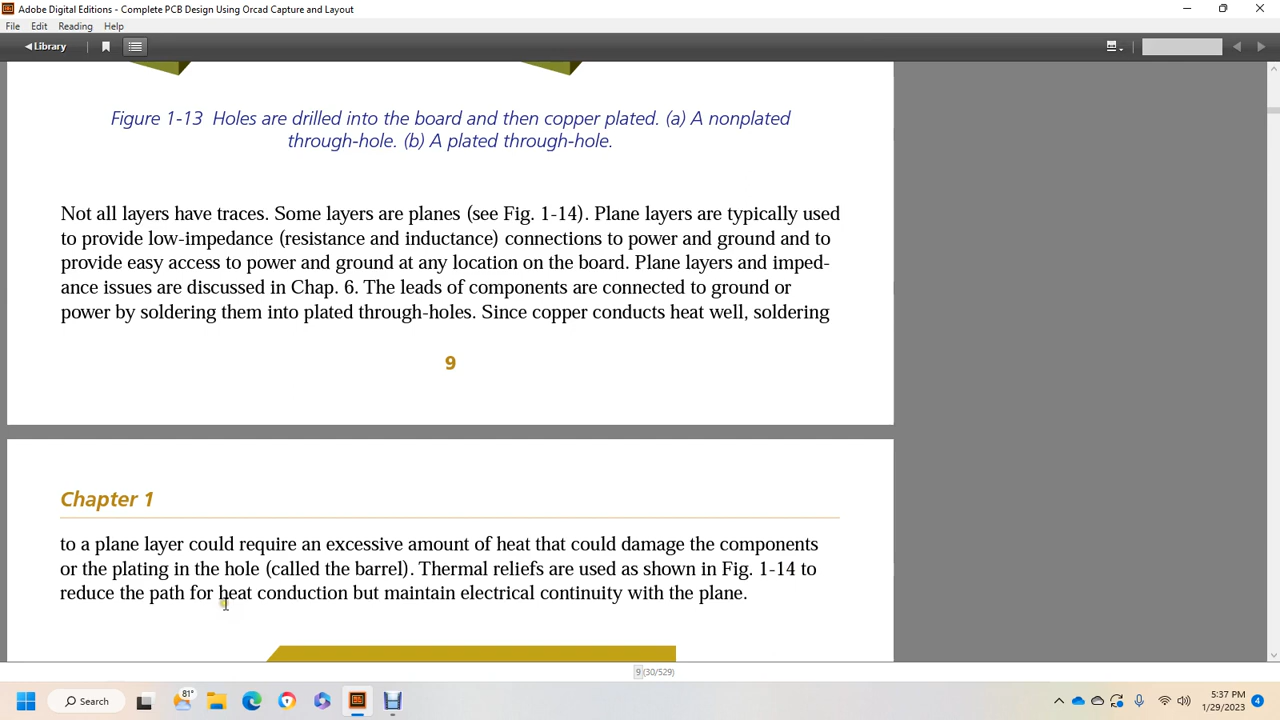 Adobe Digital Editions - Complete PCB Design Using Orcad Capture and Layout
File Edit Reading Help
Library
Figure 1-13 Holes are drilled into the board and then copper plated. (a) A nonplated
through-hole. (b) A plated through-hole.
Not all layers have traces. Some layers are planes (see Fig. 1-14). Plane layers are typically used
to provide low-impedance (resistance and inductance) connections to power and ground and to
provide easy access to power and ground at any location on the board. Plane layers and imped-
ance issues are discussed in Chap. 6. The leads of components are connected to ground or
power by soldering them into plated through-holes. Since copper conducts heat well, soldering
9
Chapter 1
to a plane layer could require an excessive amount of heat that could damage the components
or the plating in the hole (called the barrel). Thermal reliefs are used as shown in Fig. 1-14 to
reduce the path for heat conduction but maintain electrical continuity with the plane.
9 (30/529)
81°
Search
5:37 PM
1/29/2023
4